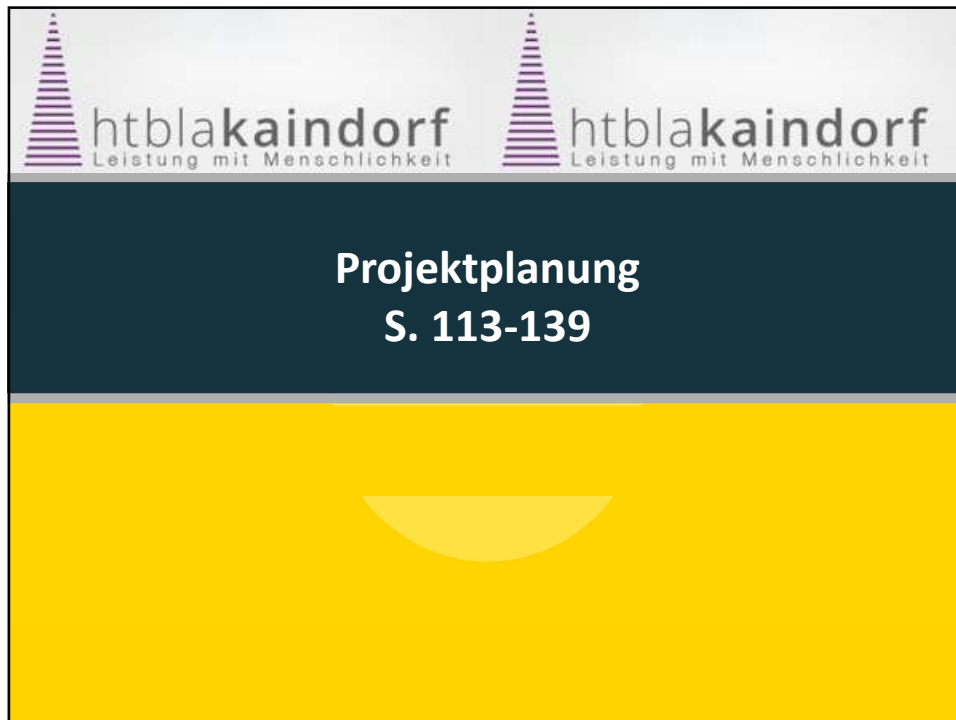 htblakaindorf
Leistung mit Menschlichkeit
htblakaindorf
Leistung mit Menschlichkeit
Projektplanung
S. 113-139